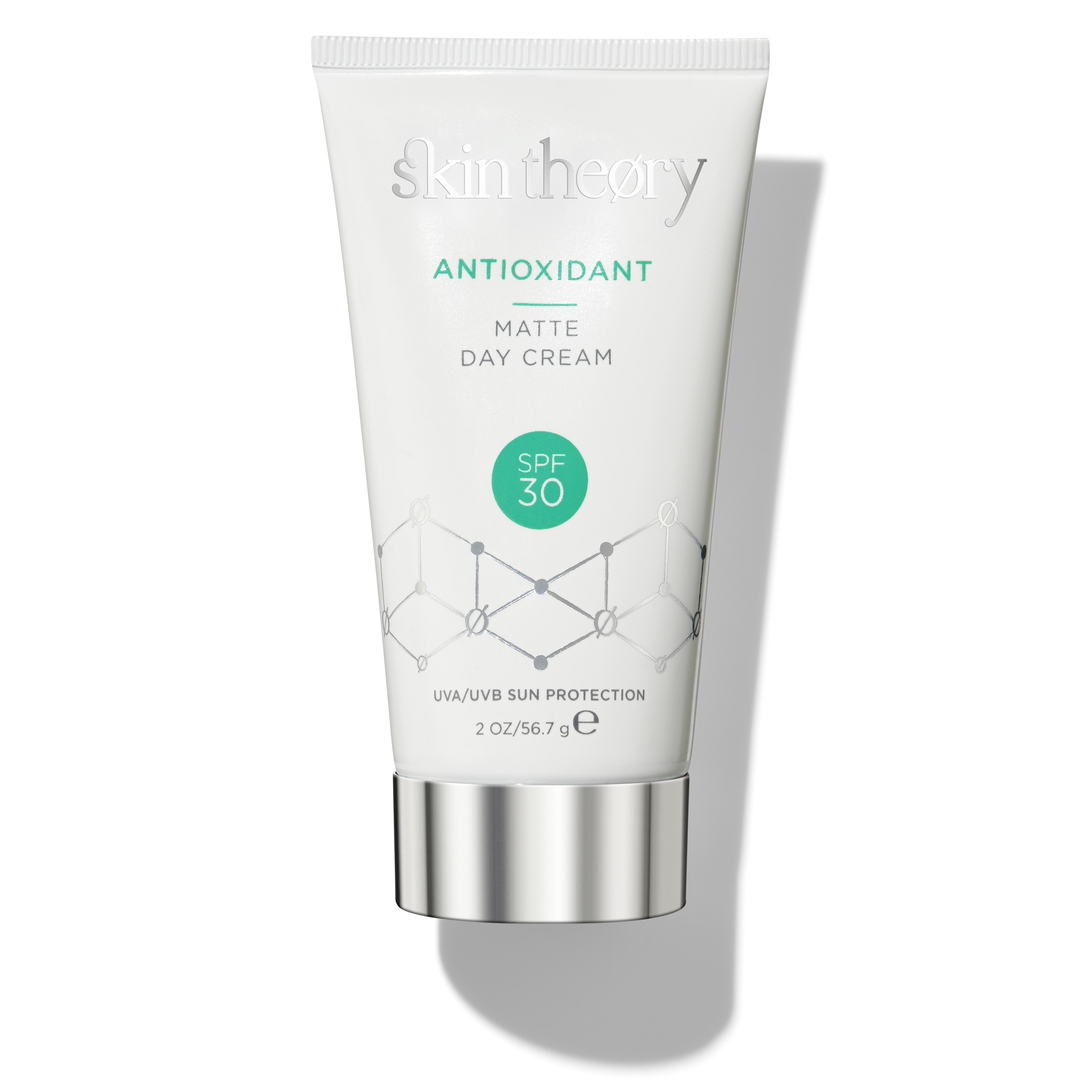 skin theøry
ANTIOXIDANT
MATTE
DAY CREAM
SPF
30
UVA/UVB SUN PROTECTION
2 OZ/56.7 g ℮